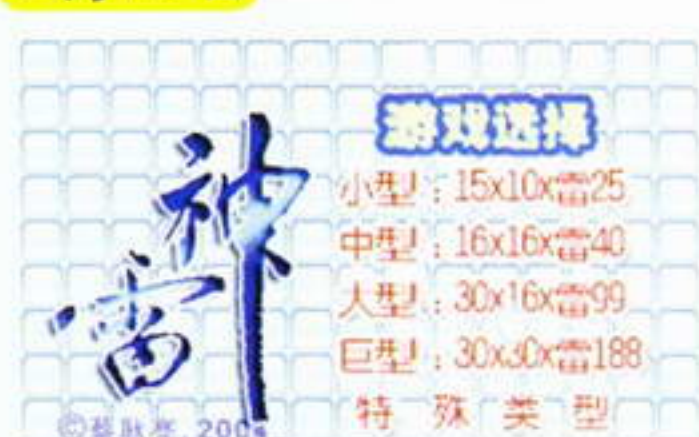 神雷
游戏选择
小型：15x10x雷25
中型：16x16x雷40
人型：30x16x雷99
巨型：30x30x雷188
特殊类型